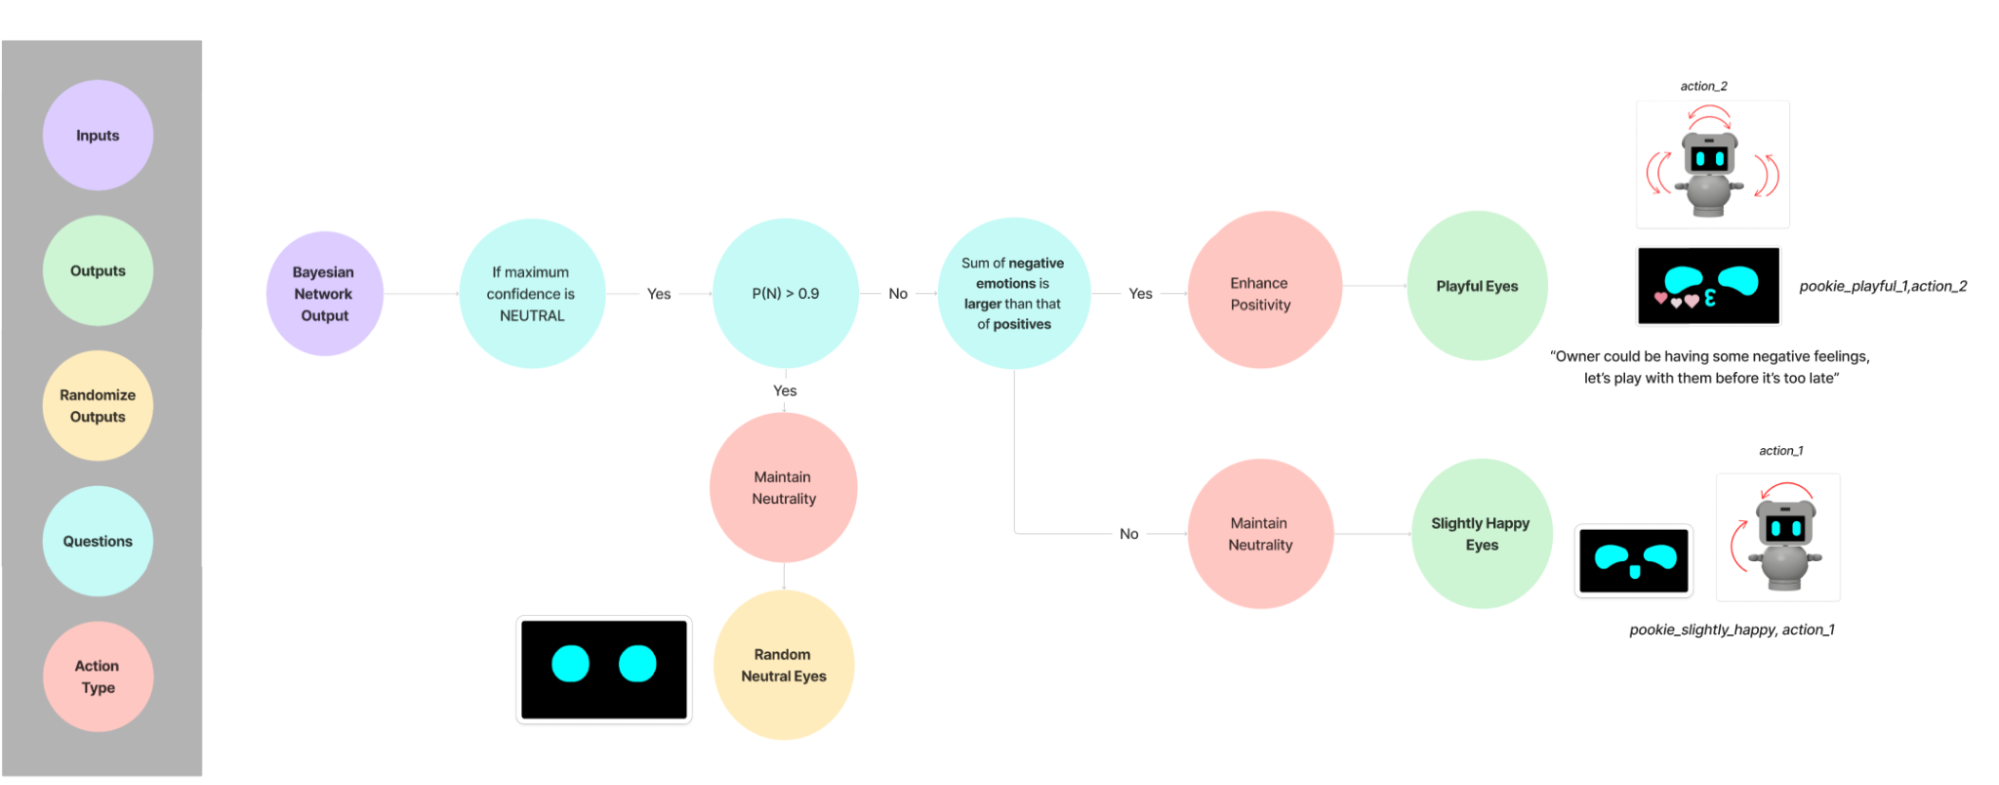 Inputs
Outputs
Randomize
Outputs
Questions
Action
Type
Bayesian
Network
Output
If maximum
confidence is
NEUTRAL
Yes
P(N) > 0.9
No
Sum of negative
emotions is
larger than that
of positives
Yes
Enhance
Positivity
Playful Eyes
action_2
pookie_playful_1,action_2
“Owner could be having some negative feelings,
let’s play with them before it’s too late”
Yes
Maintain
Neutrality
Random
Neutral Eyes
No
Maintain
Neutrality
Slightly Happy
Eyes
action_1
pookie_slightly_happy, action_1